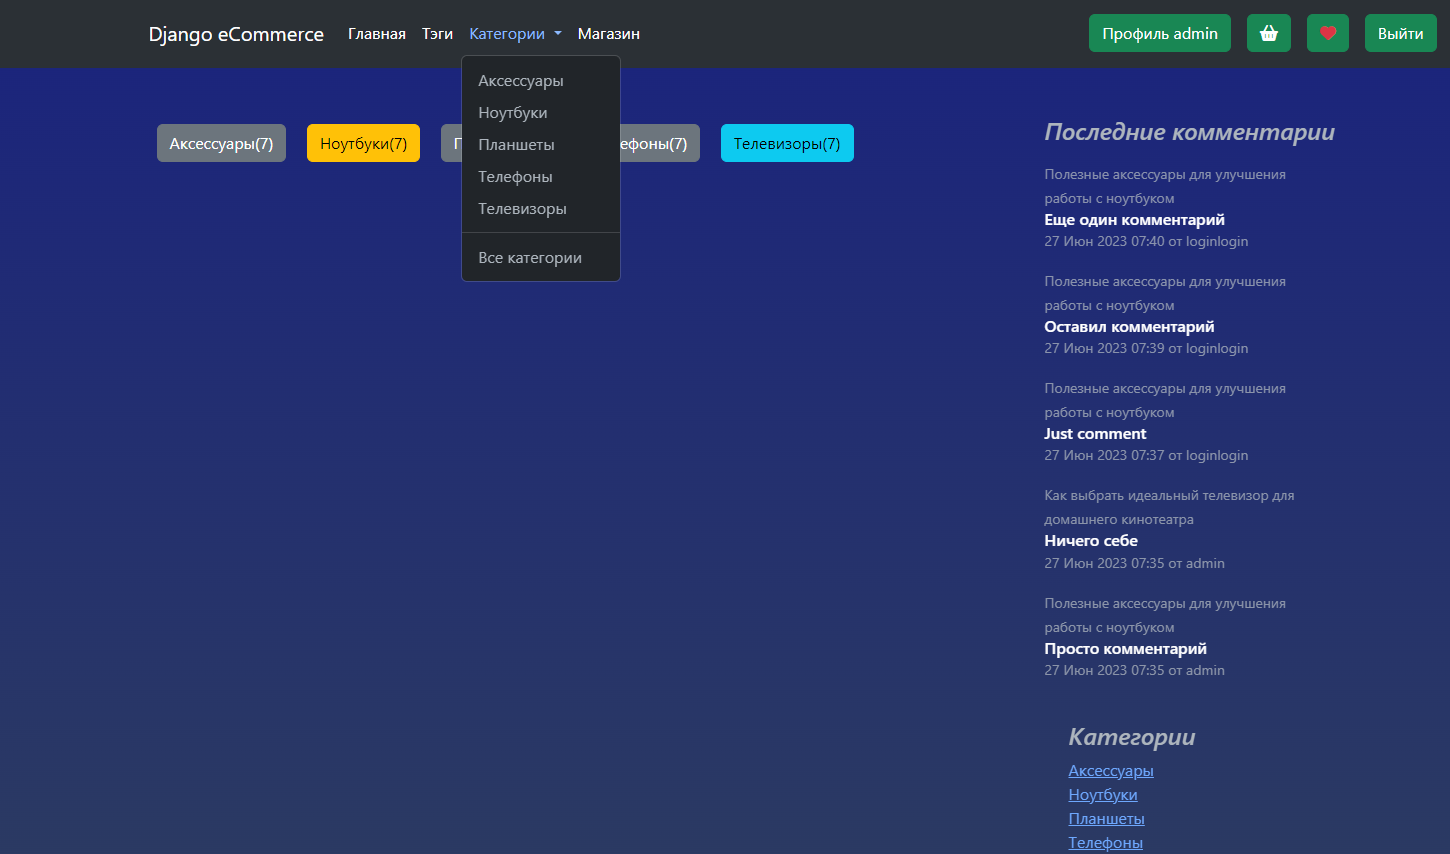 Django eCommerce Главная Тэги Категории Магазин Профиль admin Выйти
Аксессуары
Ноутбуки
Планшеты
Телефоны
Телевизоры
Все категории
Аксессуары(7) Ноутбуки(7) Телевизоры(7)
Последние комментарии
Полезные аксессуары для улучшения
работы с ноутбуком
Еще один комментарий
27 Июн 2023 07:40 от loginlogin
Полезные аксессуары для улучшения
работы с ноутбуком
Оставил комментарий
27 Июн 2023 07:39 от loginlogin
Полезные аксессуары для улучшения
работы с ноутбуком
Just comment
27 Июн 2023 07:37 от loginlogin
Как выбрать идеальный телевизор для
домашнего кинотеатра
Ничего себе
27 Июн 2023 07:35 от admin
Полезные аксессуары для улучшения
работы с ноутбуком
Просто комментарий
27 Июн 2023 07:35 от admin
Категории
Аксессуары
Ноутбуки
Планшеты
Телефоны